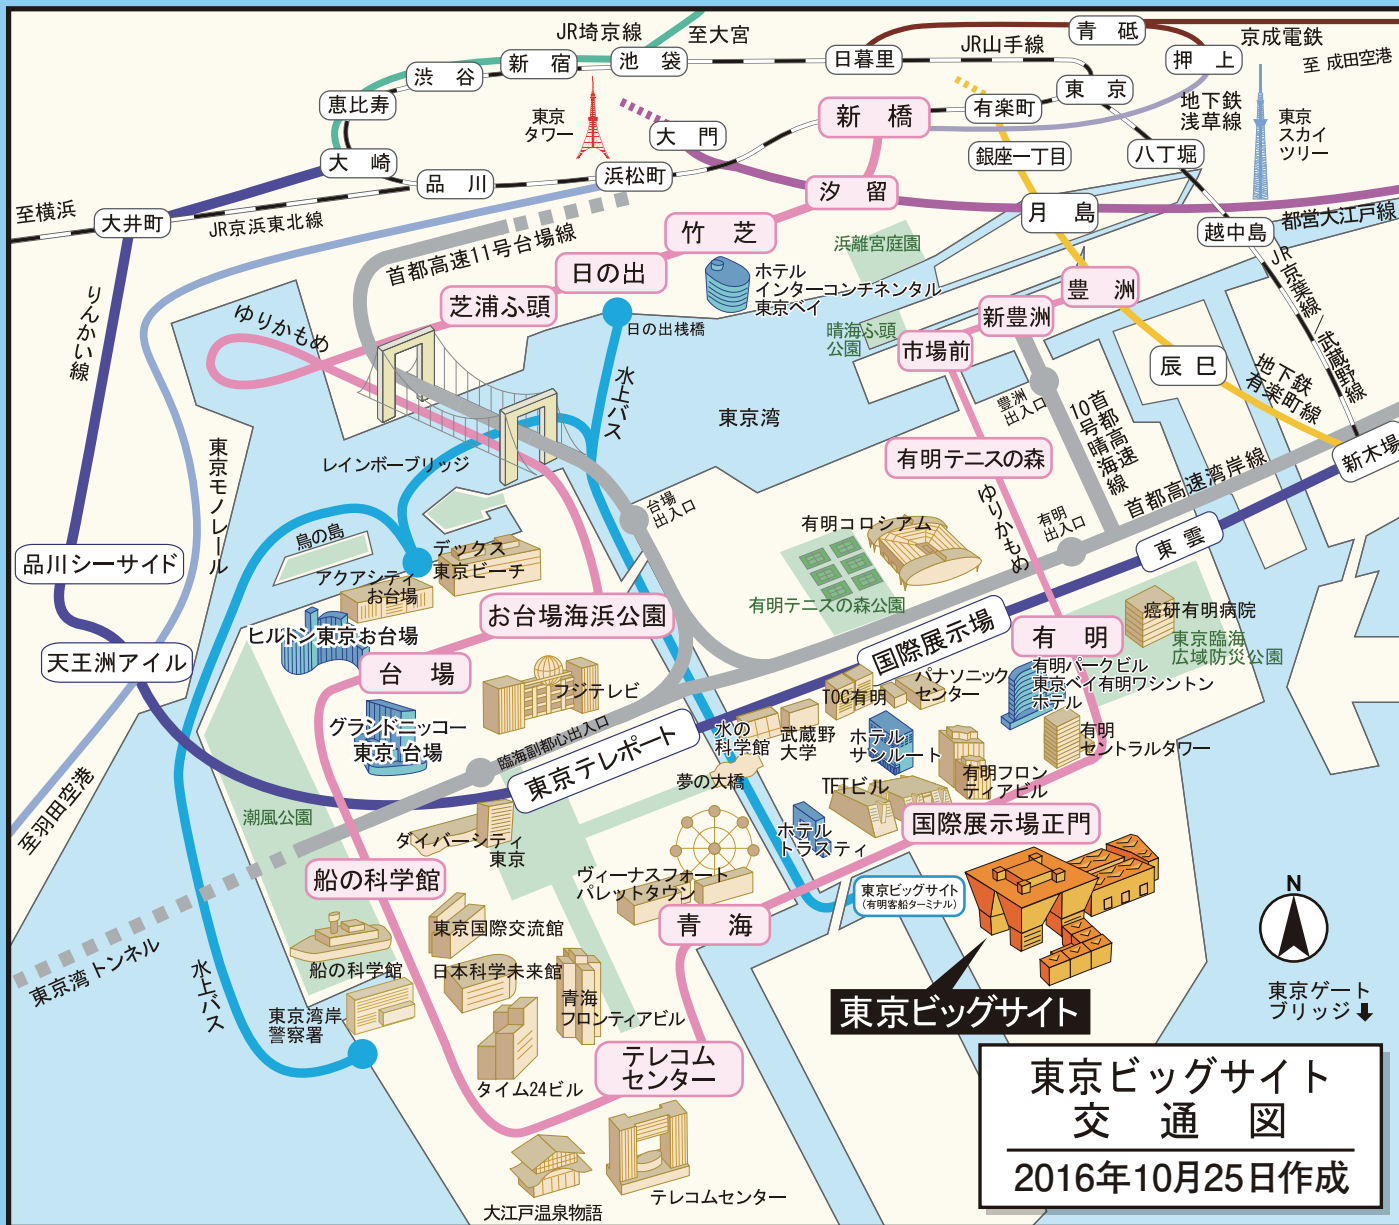 JR埼京線
至大宮
青砥
京成電鉄
至 成田空港
渋谷
新宿
池袋
日暮里
JR山手線
押上
恵比寿
東京
タワー
大門
新橋
有楽町
東京
地下鉄
浅草線
東京
スカイ
ツリー
大崎
品川
浜松町
汐留
銀座一丁目
八丁堀
至横浜
大井町
JR京浜東北線
首都高速11号台場線
竹芝
月島
越中島
都営大江戸線
浜離宮庭園
日の出
ホテル
インターコンチネンタル
東京ベイ
豊洲
JR京葉線/武蔵野線
りんかい線
ゆりかもめ
芝浦ふ頭
日の出桟橋
新豊洲
晴海ふ頭
公園
市場前
水上バス
東京湾
辰巳
地下鉄
有楽町線
豊洲
出入口
首都高速
10号晴海線
東京モノレール
レインボーブリッジ
有明テニスの森
新木場
首都高速湾岸線
台場
出入口
ゆりかもめ
有明
出入口
有明コロシアム
鳥の島
デックス
東京ビーチ
品川シーサイド
アクアシティ
お台場
東雲
お台場海浜公園
有明テニスの森公園
癌研有明病院
ヒルトン東京お台場
国際展示場
有明
東京臨海
広域防災公園
天王洲アイル
台場
フジテレビ
TOC有明
パナソニック
センター
有明パークビル
東京ベイ有明ワシントン
ホテル
グランドニッコー
東京 台場
臨海副都心出入口
東京テレポート
水の
科学館
武蔵野
大学
ホテル
サンルート
有明
セントラルタワー
夢の大橋
TFTビル
有明フロン
ティアビル
至羽田空港
潮風公園
ダイバーシティ
東京
ホテル
トラスティ
国際展示場正門
船の科学館
ヴィーナスフォート
パレットタウン
東京ビッグサイト
(有明客船ターミナル)
青海
東京国際交流館
東京湾トンネル
水上バス
船の科学館
日本科学未来館
青海
フロンティアビル
東京湾岸
警察署
東京ビッグサイト
N
東京ゲート
ブリッジ
テレコム
センター
タイム24ビル
テレコムセンター
大江戸温泉物語
東京ビッグサイト
交通図
2016年10月25日作成